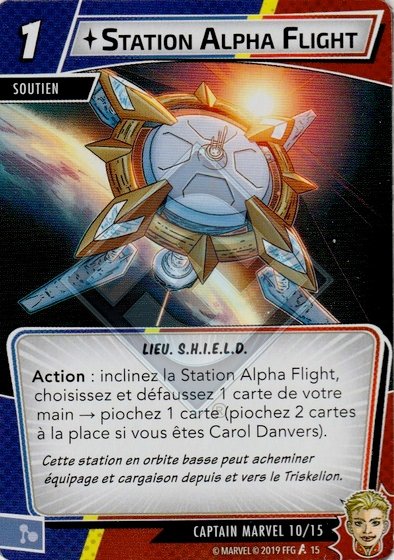 1
STATION ALPHA FLIGHT
SOUTIEN
LIEU. S.H.I.E.L.D.
Action : inclinez la Station Alpha Flight,
choisissez et défaussez 1 carte de votre
main → piochez 1 carte (piochez 2 cartes
à la place si vous êtes Carol Danvers).
Cette station en orbite basse peut acheminer
équipage et cargaison depuis et vers le Triskelion.
CAPTAIN MARVEL 10/15
© MARVEL © 2019 FFG 15